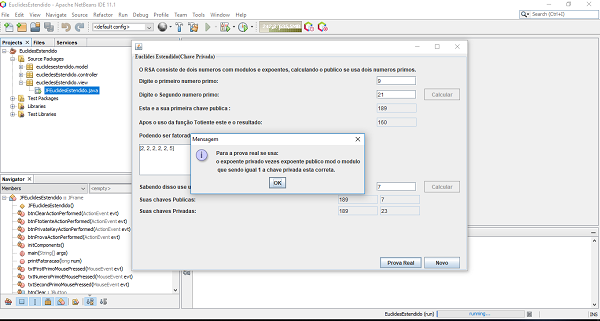 EuclidesEstendido - Apache NetBeans IDE 11.1
File Edit View Navigate Source Refactor Run Debug Profile Team Tools Window Help
Search (Ctrl+I)
<default config>
Projects Files Services
EuclidesEstendido
Source Packages
euclidesestendido.model
euclidesEstendido.controller
euclidesEstendido.view
JFEuclidesEstendido.java
Test Packages
Libraries
Test Libraries
Navigator
Members <empty>
JFEuclidesEstendido :: JFrame
JFEuclidesEstendido()
btnClearActionPerformed(ActionEvent evt)
btnFtotienteActionPerformed(ActionEvent evt)
btnPrivateKeyActionPerformed(ActionEvent evt)
btnProvaActionPerformed(ActionEvent evt)
initComponents()
main(String[] args)
printFatoracao(long num)
txtFirstPrimoMousePressed(MouseEvent evt)
txtNumeroPrimoEMousePressed(MouseEvent evt)
txtSecondPrimoMousePressed(MouseEvent evt)
btnClear : JButton
Euclides Estendido(Chave Privada)
O RSA consiste de dois numeros com modulos e expoentes, calculando o publico se usa dois numeros primos.
Digite o primeiro numero primo: 9
Digite o Segundo numero primo: 21 Calcular
Esta e a sua primeira chave publica : 189
Apos o uso da função Totiente este e o resultado: 160
Podendo ser fatorad
[2, 2, 2, 2, 2, 5]
Mensagem
Para a prova real se usa:
o expoente privado vezes expoente publico mod o modulo
que sendo igual 1 a chave privada esta correta.
OK
Sabendo disso use u 7 Calcular
Suas chaves Publicas: 189 7
Suas chaves Privadas: 189 23
Prova Real Novo
EuclidesEstendido (run) running... INS